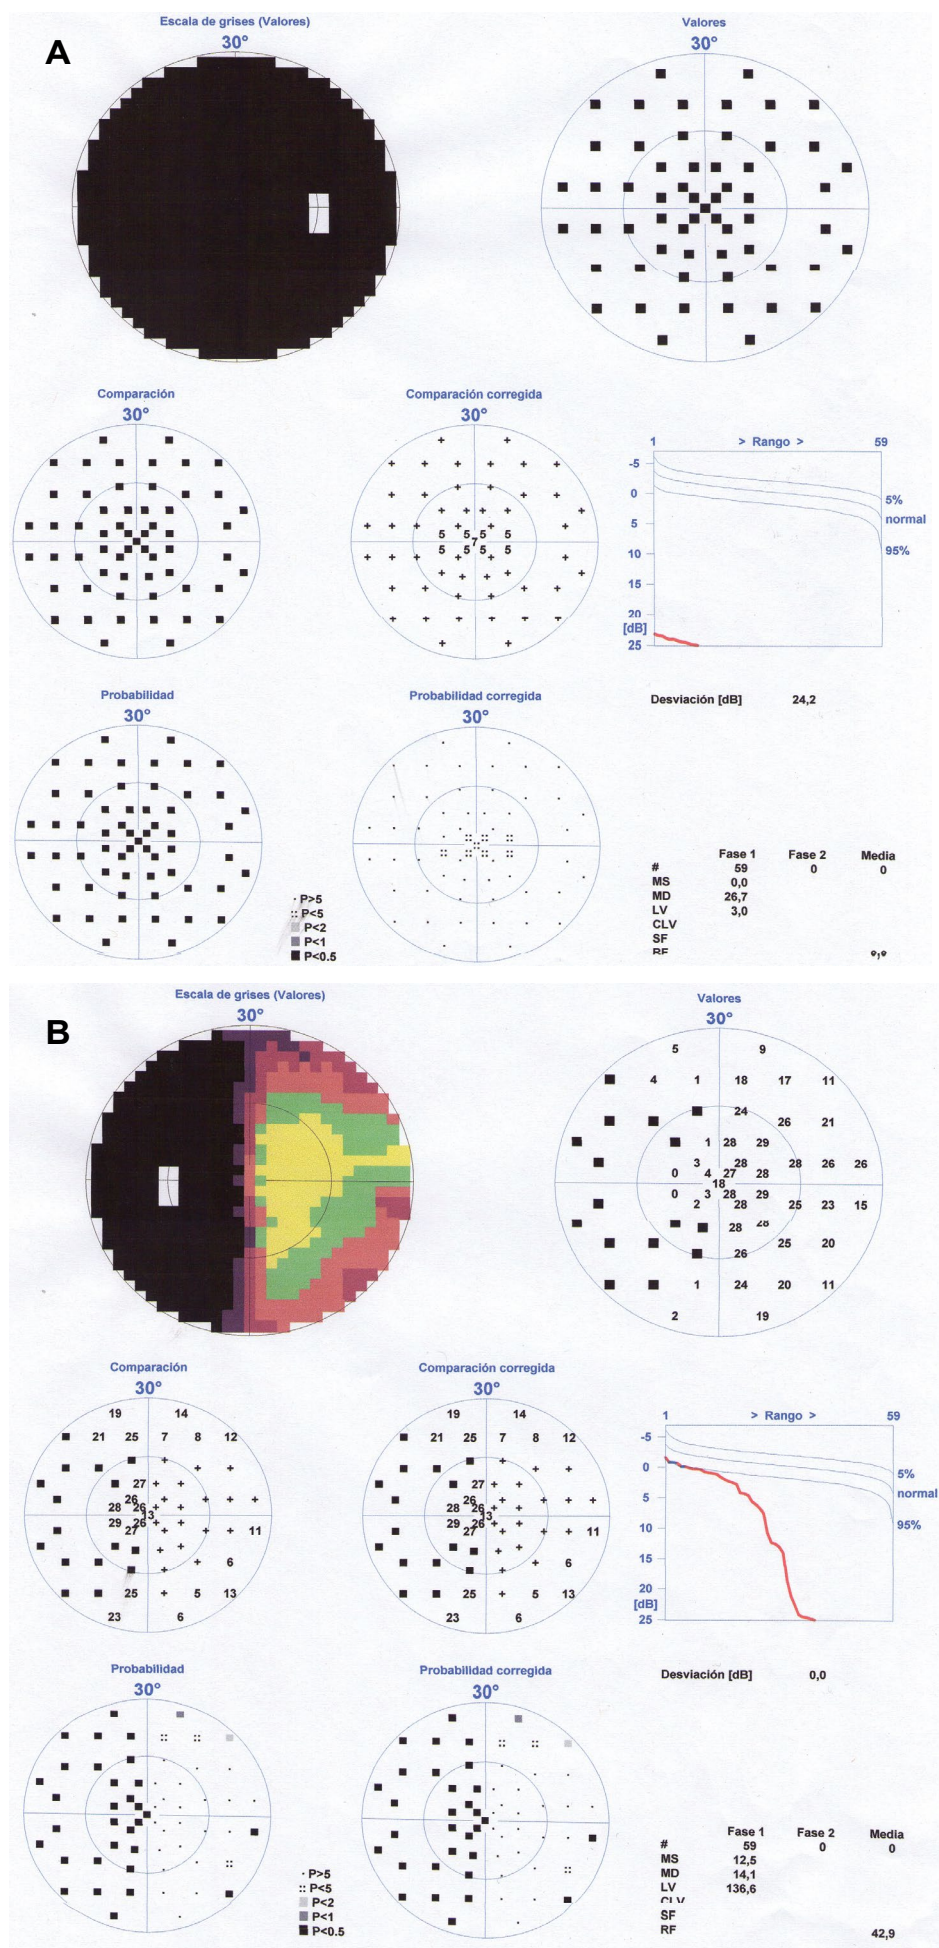 A
Escala de grises (Valores)
30°
Valores
30°
Comparación
30°
Comparación corregida
30°
5 5 5 5
7
5 5 5 5
1 > Rango > 59
-5
0
5
10
15
20
[dB]
25
5%
normal
95%
Probabilidad
30°
Probabilidad corregida
30°
Desviación [dB] 24,2
· P>5
:: P<5
P<2
P<1
P<0.5
Fase 1 Fase 2 Media
# 59 0 0
MS 0,0
MD 26,7
LV 3,0
CLV
SF
RF
B
Escala de grises (Valores)
30°
Valores
30°
5 9
4 1 18 17 11
24
26 21
1 28 29
3 28 28 26 26
0 4 27 28
18
0 3 28 29
2 28 25 23 15
28 28
25 20
26
1 24 20 11
2 19
Comparación
30°
19 14
21 25 7 8 12
+
27 + +
26 + + + +
28 26 + +
13
29 26 + +
27 + + + 11
+ +
+ 6
+
25 + 5 13
23 6
Comparación corregida
30°
19 14
21 25 7 8 12
+
27 + +
26 + + + +
28 26 + +
13
29 26 + +
27 + + + 11
+ +
+ 6
+
25 + 5 13
23 6
1 > Rango > 59
-5
0
5
10
15
20
[dB]
25
5%
normal
95%
Probabilidad
30°
Probabilidad corregida
30°
Desviación [dB] 0,0
· P>5
:: P<5
P<2
P<1
P<0.5
Fase 1 Fase 2 Media
# 59 0 0
MS 12,5
MD 14,1
LV 136,6
CLV
SF
RF 42,9